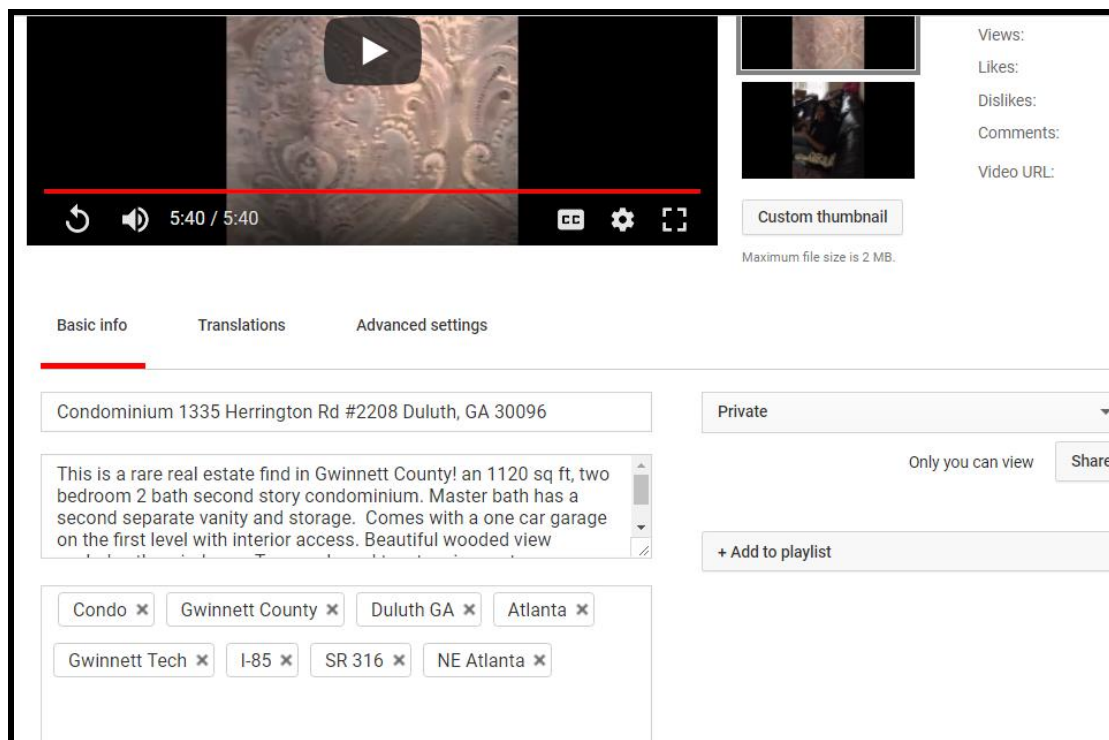 Views:
Likes:
Dislikes:
Comments:
Video URL:
5:40 / 5:40
CC
Custom thumbnail
Maximum file size is 2 MB.
Basic info
Translations
Advanced settings
Condominium 1335 Herrington Rd #2208 Duluth, GA 30096
Private
Only you can view
Share
This is a rare real estate find in Gwinnett County! an 1120 sq ft, two
bedroom 2 bath second story condominium. Master bath has a
second separate vanity and storage. Comes with a one car garage
on the first level with interior access. Beautiful wooded view
+ Add to playlist
Condo × Gwinnett County × Duluth GA × Atlanta ×
Gwinnett Tech × I-85 × SR 316 × NE Atlanta ×